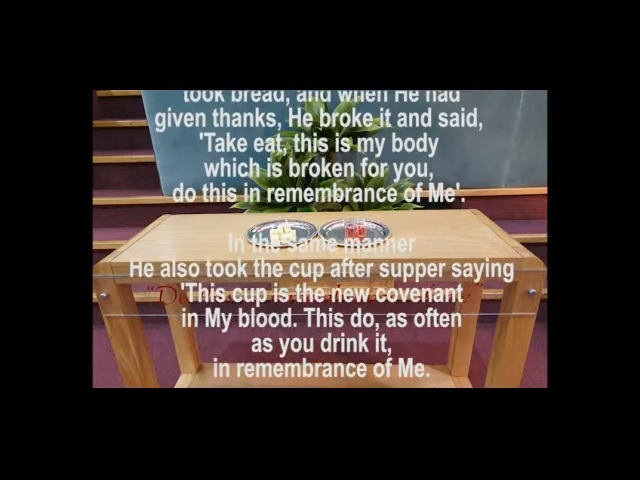 took bread, and when He had
given thanks, He broke it and said,
'Take eat, this is my body
which is broken for you,
do this in remembrance of Me'.
In the same manner
He also took the cup after supper saying
'This cup is the new covenant
in My blood. This do, as often
as you drink it,
in remembrance of Me.